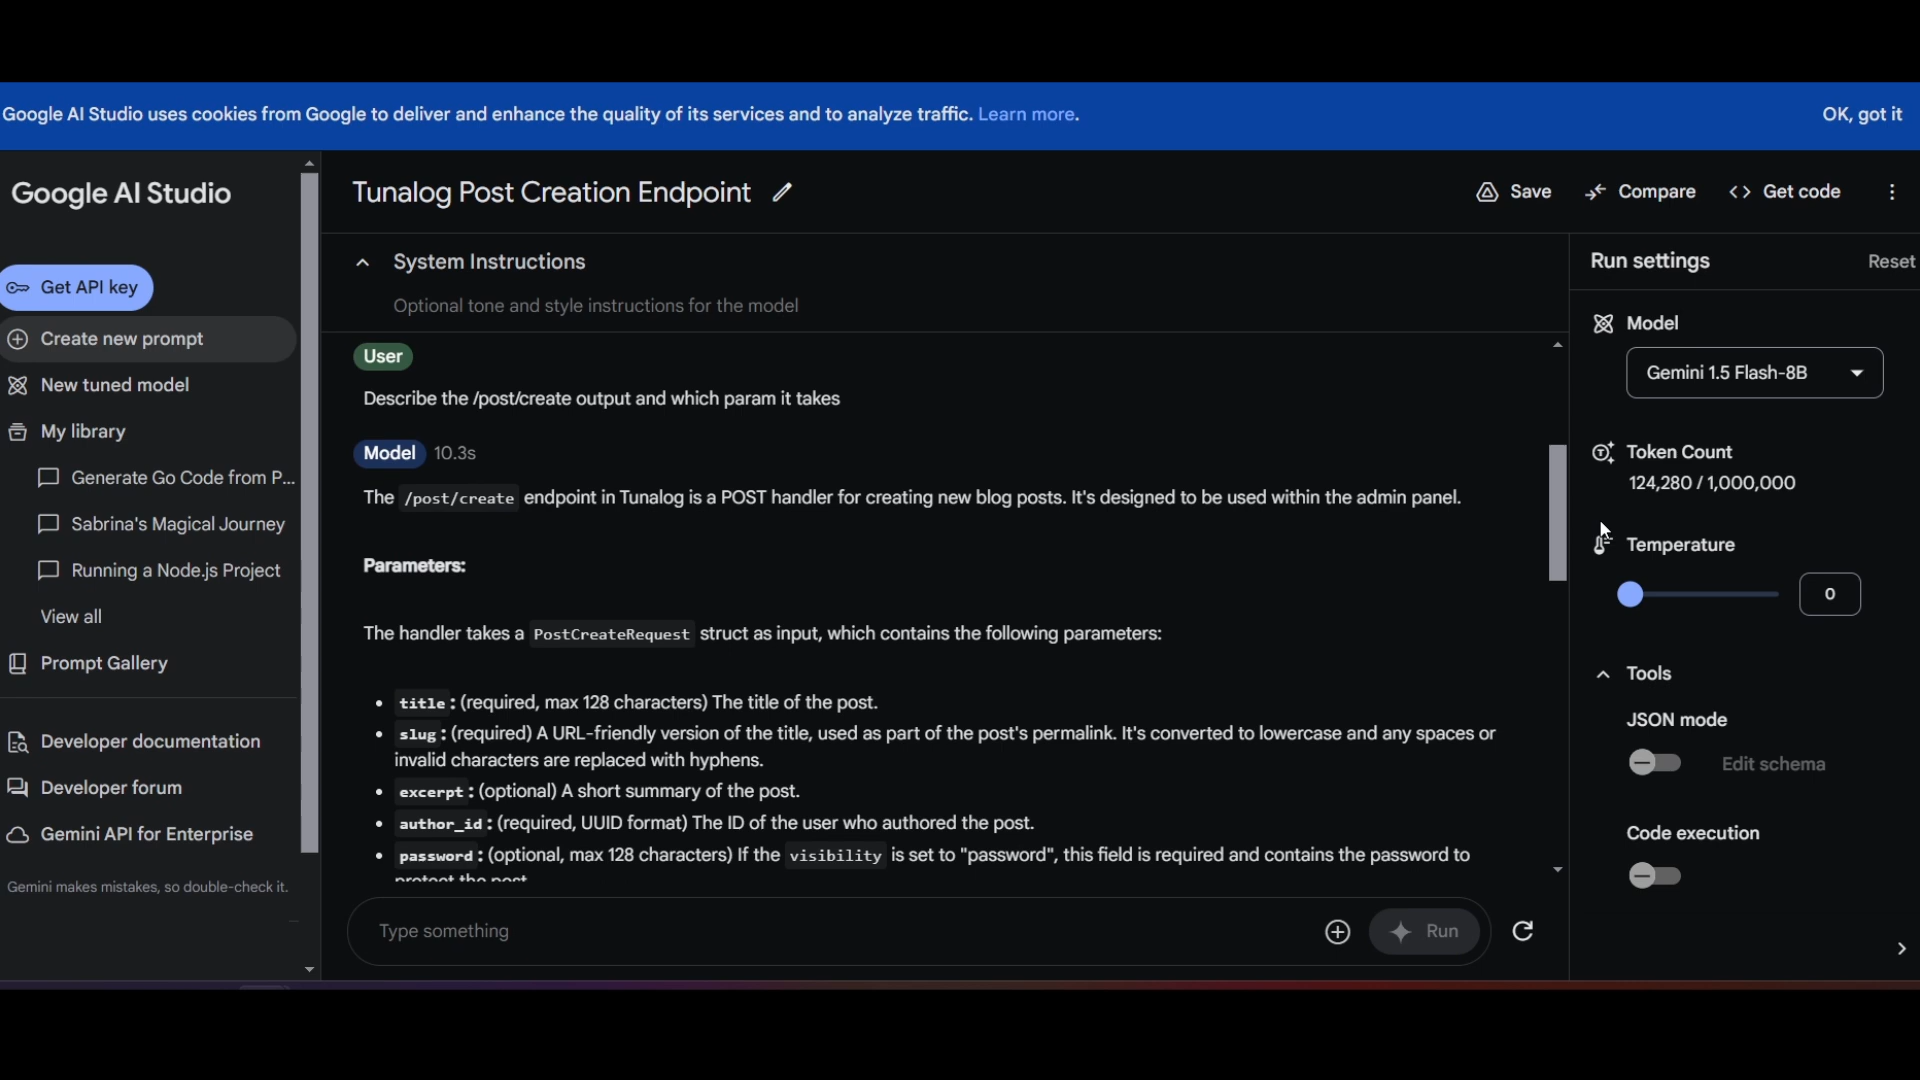 Google AI Studio uses cookies from Google to deliver and enhance the quality of its services and to analyze traffic. Learn more.
OK, got it
Google AI Studio
Get API key
Create new prompt
New tuned model
My library
Generate Go Code from P...
Sabrina's Magical Journey
Running a Node.js Project
View all
Prompt Gallery
Developer documentation
Developer forum
Gemini API for Enterprise
Gemini makes mistakes, so double-check it.
Tunalog Post Creation Endpoint
Save
Compare
Get code
System Instructions
Optional tone and style instructions for the model
User
Describe the /post/create output and which param it takes
Model 10.3s
The /post/create endpoint in Tunalog is a POST handler for creating new blog posts. It's designed to be used within the admin panel.
Parameters:
The handler takes a PostCreateRequest struct as input, which contains the following parameters:
• title: (required, max 128 characters) The title of the post.
• slug: (required) A URL-friendly version of the title, used as part of the post's permalink. It's converted to lowercase and any spaces or
invalid characters are replaced with hyphens.
• excerpt: (optional) A short summary of the post.
• author_id: (required, UUID format) The ID of the user who authored the post.
• password: (optional, max 128 characters) If the visibility is set to "password", this field is required and contains the password to
protect the post
Type something
Run
Run settings
Reset
Model
Gemini 1.5 Flash-8B
Token Count
124,280 / 1,000,000
Temperature
0
Tools
JSON mode
Edit schema
Code execution